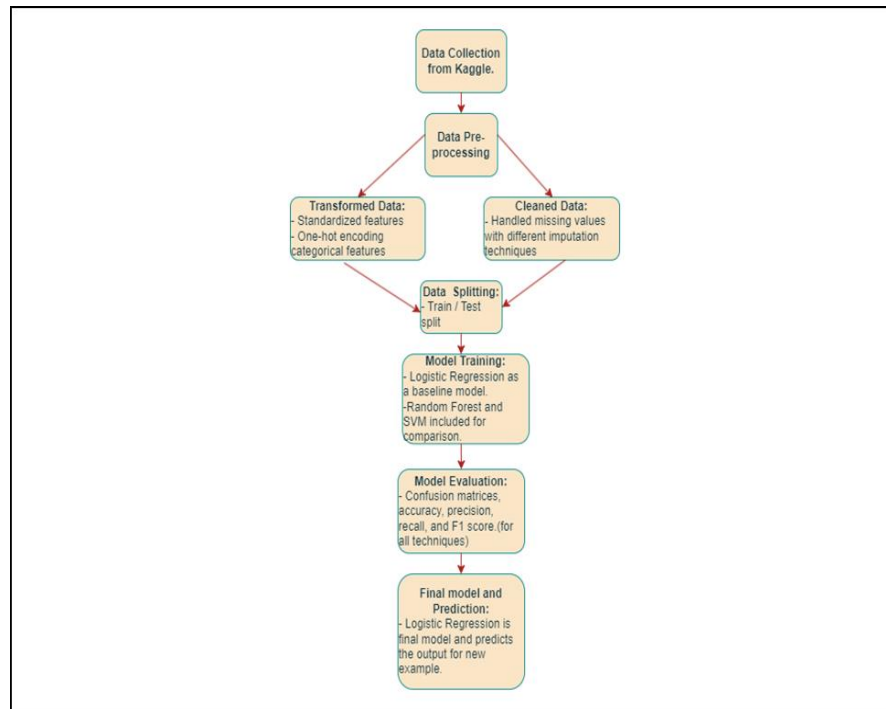 Data Collection
from Kaggle.
Data Pre-
processing
Transformed Data:
- Standardized features
- One-hot encoding
categorical features
Cleaned Data:
- Handled missing values
with different imputation
techniques
Data Splitting:
- Train / Test
split
Model Training:
- Logistic Regression as
a baseline model.
-Random Forest and
SVM included for
comparison.
Model Evaluation:
- Confusion matrices,
accuracy, precision,
recall, and F1 score.(for
all techniques)
Final model and
Prediction:
- Logistic Regression is
final model and predicts
the output for new
example.